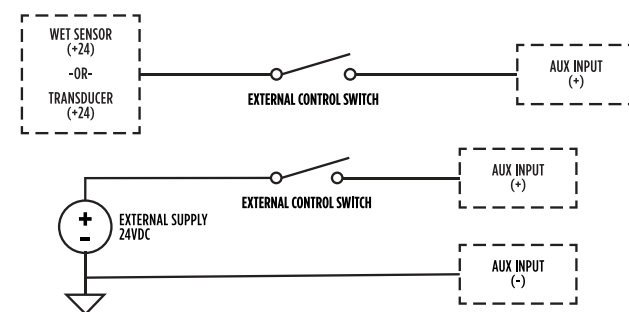 WET SENSOR
(+24)
-OR-
TRANSDUCER
(+24)
EXTERNAL CONTROL SWITCH
AUX INPUT
(+)
EXTERNAL CONTROL SWITCH
AUX INPUT
(+)
+
-
EXTERNAL SUPPLY
24VDC
AUX INPUT
(-)